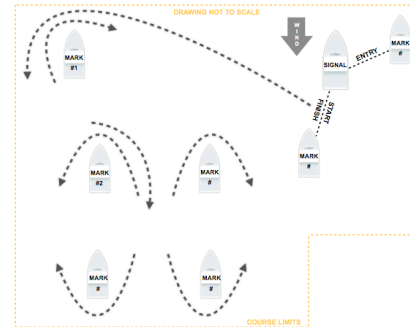 DRAWING NOT TO SCALE
WIND
MARK
#
MARK
#1
SIGNAL
ENTRY
START
FINISH
MARK
#
MARK
#2
MARK
#
MARK
#
MARK
#
COURSE LIMITS